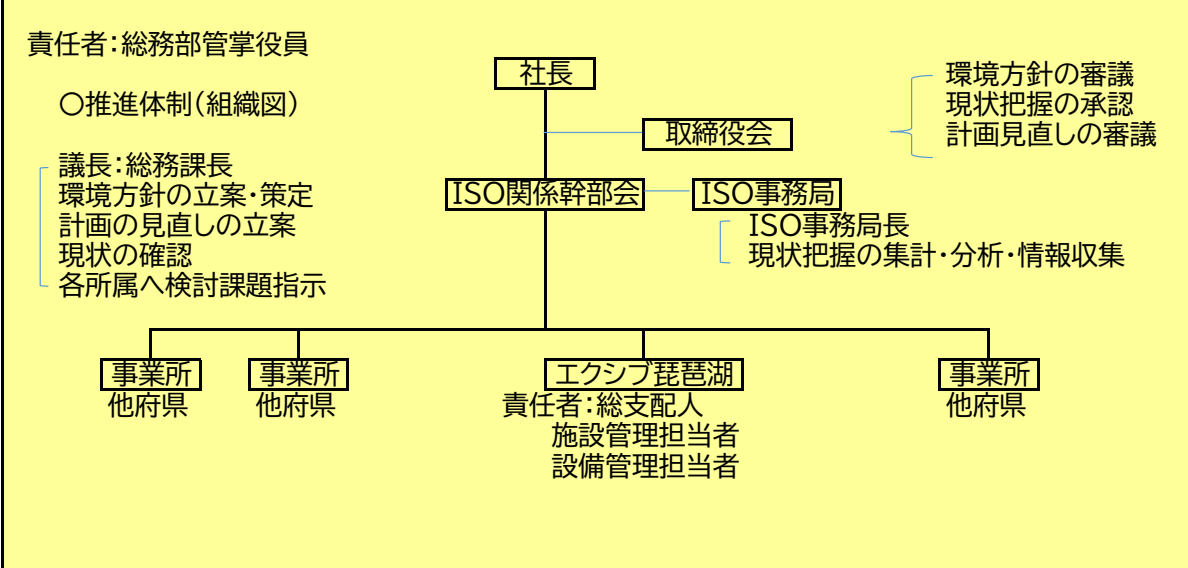 責任者：総務部管掌役員
〇推進体制（組織図）
社長
取締役会
環境方針の審議
現状把握の承認
計画見直しの審議
議長：総務課長
環境方針の立案・策定
計画の見直しの立案
現状の確認
各所属へ検討課題指示
ISO関係幹部会
ISO事務局
ISO事務局長
現状把握の集計・分析・情報収集
事業所
他府県
事業所
他府県
エクシブ琵琶湖
責任者：総支配人
施設管理担当者
設備管理担当者
事業所
他府県